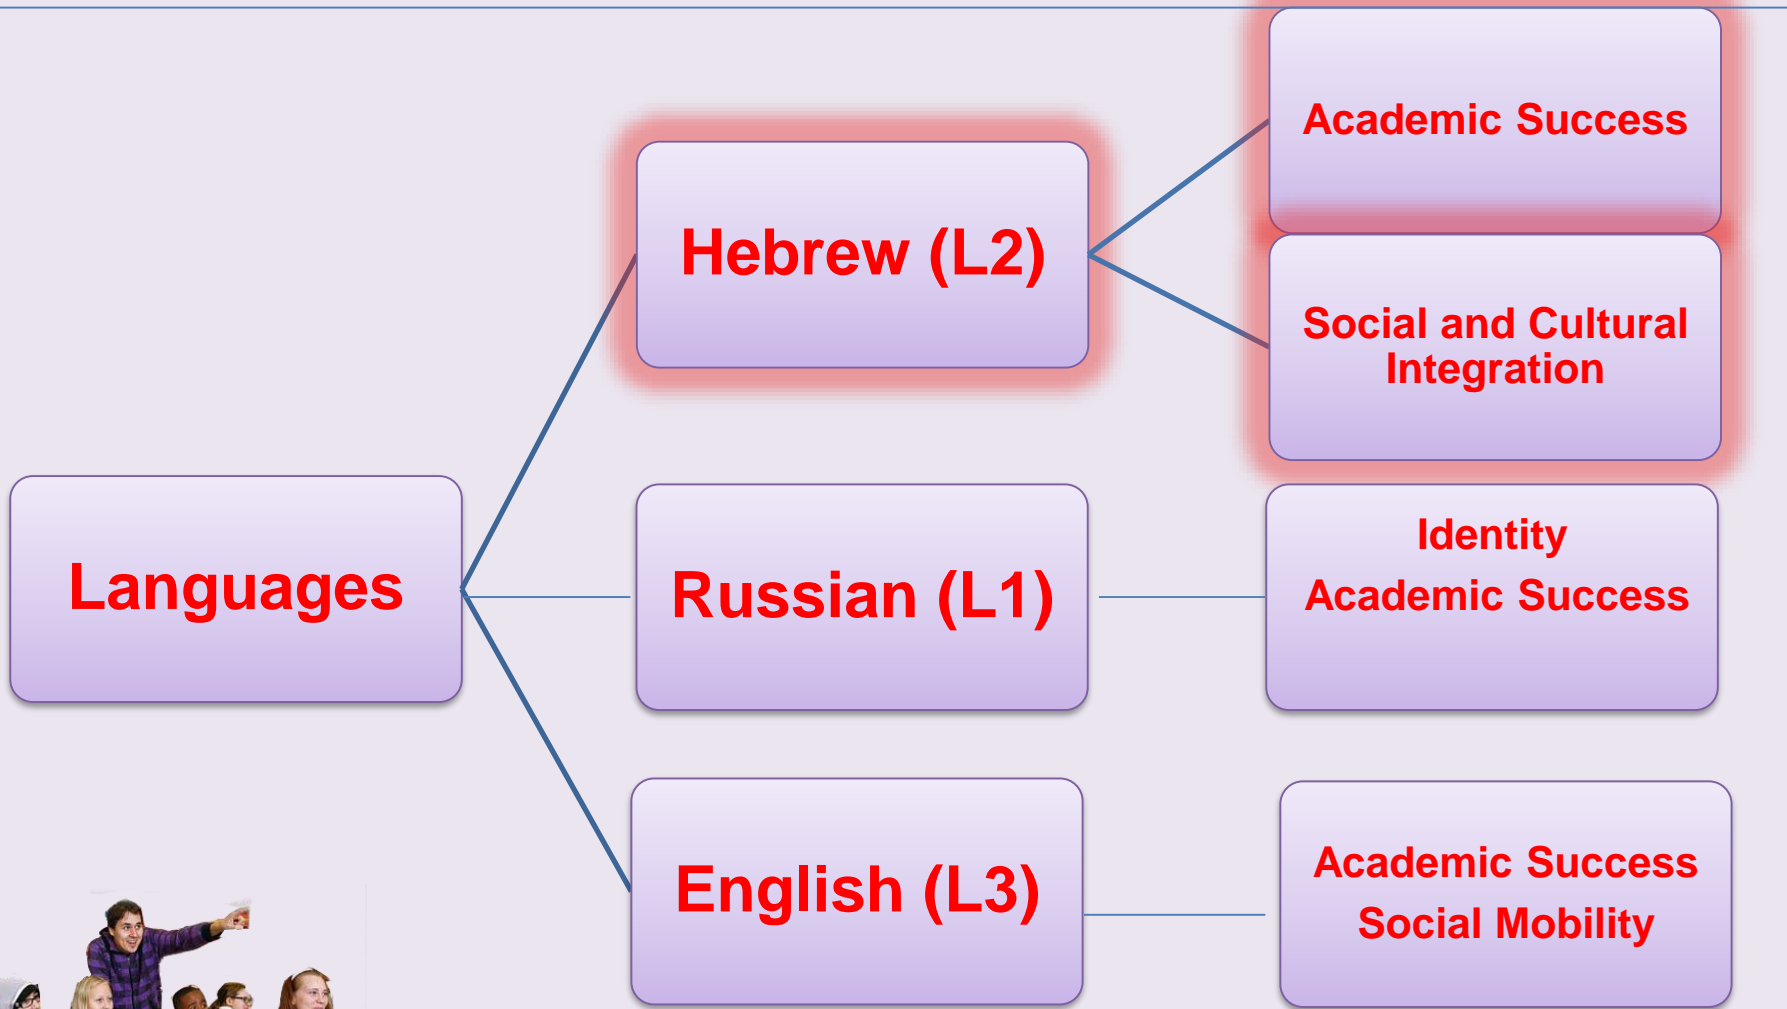 Languages
Hebrew (L2)
Academic Success
Social and Cultural
Integration
Russian (L1)
Identity
Academic Success
English (L3)
Academic Success
Social Mobility